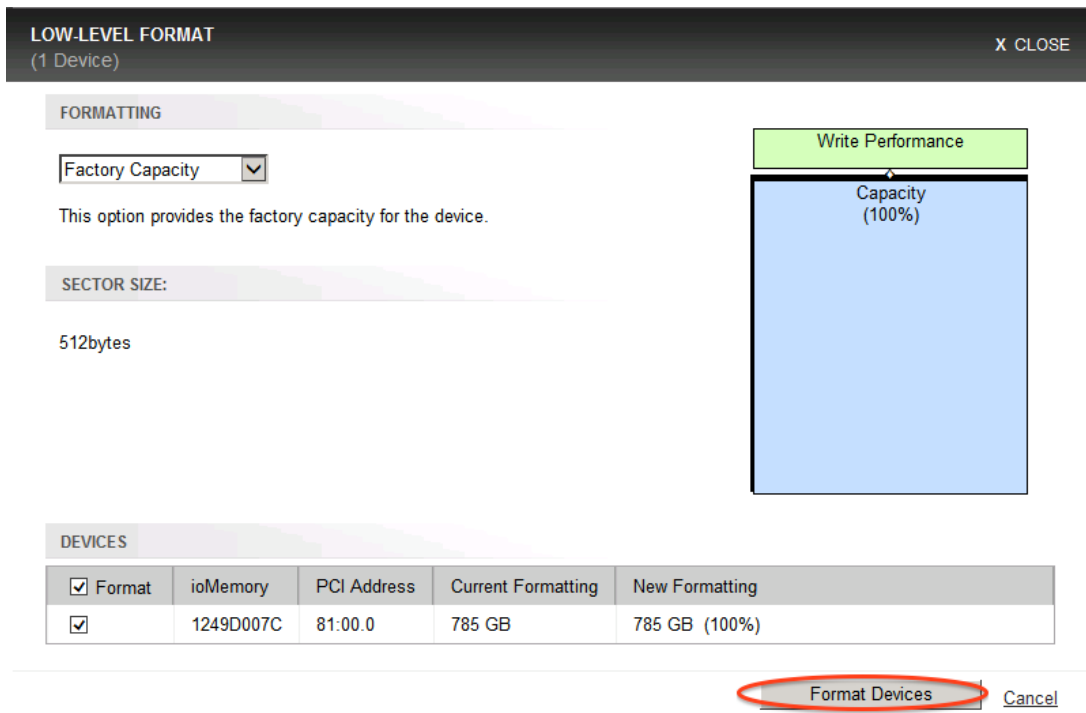 LOW-LEVEL FORMAT
(1 Device)
X CLOSE
FORMATTING
Factory Capacity
This option provides the factory capacity for the device.
Write Performance
Capacity
(100%)
SECTOR SIZE:
512bytes
DEVICES
Format ioMemory PCI Address Current Formatting New Formatting
1249D007C 81:00.0 785 GB 785 GB (100%)
Format Devices Cancel